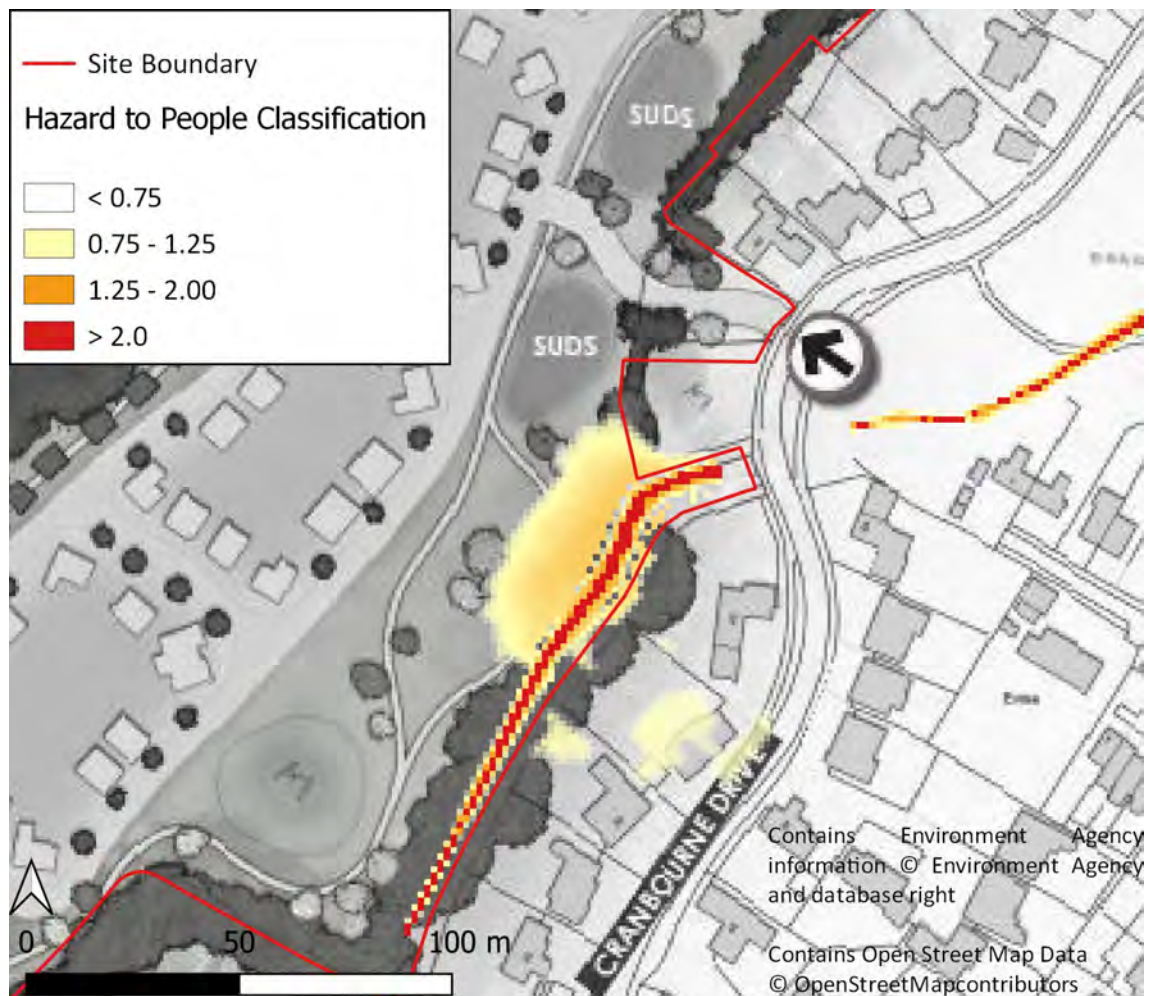 Site Boundary
Hazard to People Classification
< 0.75
0.75 - 1.25
1.25 - 2.00
> 2.0
SUDS
SUDS
CRANBOURNE DRIVE
0 50 100 m
Contains Environment Agency
information © Environment Agency
and database right
Contains Open Street Map Data
© OpenStreetMapcontributors